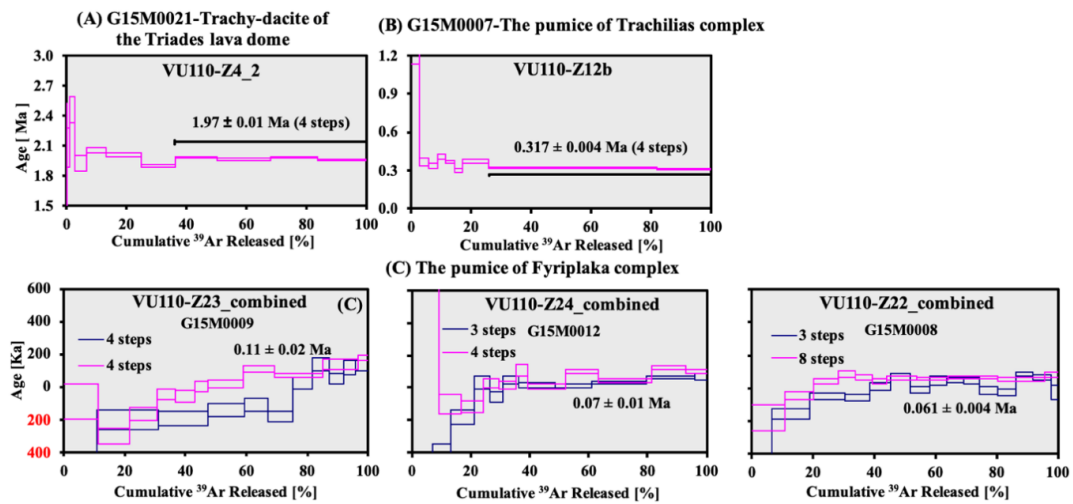 (A) G15M0021-Trachy-dacite of
the Triades lava dome
(B) G15M0007-The pumice of Trachilias complex
3.0
2.7
2.4
2.1
1.8
1.5
Age [ Ma ]
VU110-Z4_2
1.97 ± 0.01 Ma (4 steps)
0 20 40 60 80 100
Cumulative ³⁹Ar Released [%]
1.2
0.9
0.6
0.3
0.0
VU110-Z12b
0.317 ± 0.004 Ma (4 steps)
0 20 40 60 80 100
Cumulative ³⁹Ar Released [%]
(C) The pumice of Fyriplaka complex
600
400
200
0
200
400
Age [Ka]
VU110-Z23_combined
(C)
G15M0009
4 steps
4 steps
0.11 ± 0.02 Ma
0 20 40 60 80 100
Cumulative ³⁹Ar Released [%]
VU110-Z24_combined
G15M0012
3 steps
4 steps
0.07 ± 0.01 Ma
0 20 40 60 80 100
Cumulative ³⁹Ar Released [%]
VU110-Z22_combined
G15M0008
3 steps
8 steps
0.061 ± 0.004 Ma
0 20 40 60 80 100
Cumulative ³⁹Ar Released [%]